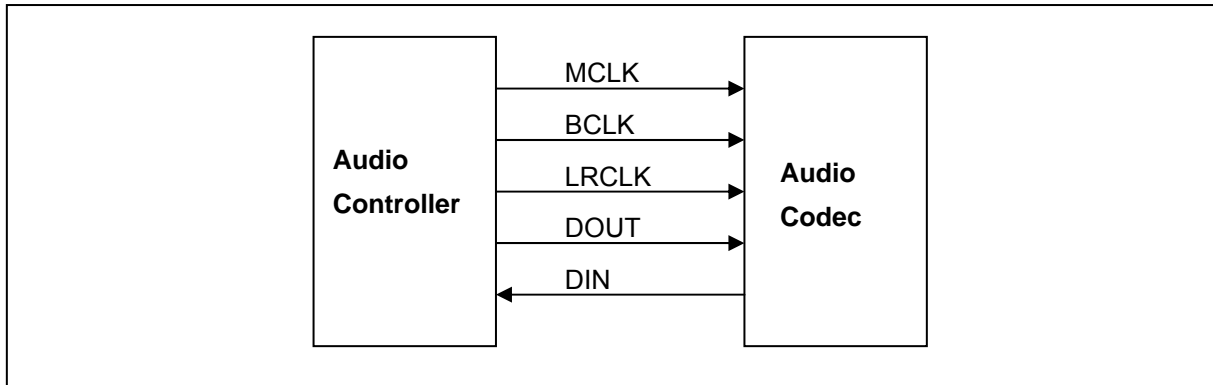 Audio
Controller
MCLK
BCLK
LRCLK
DOUT
DIN
Audio
Codec